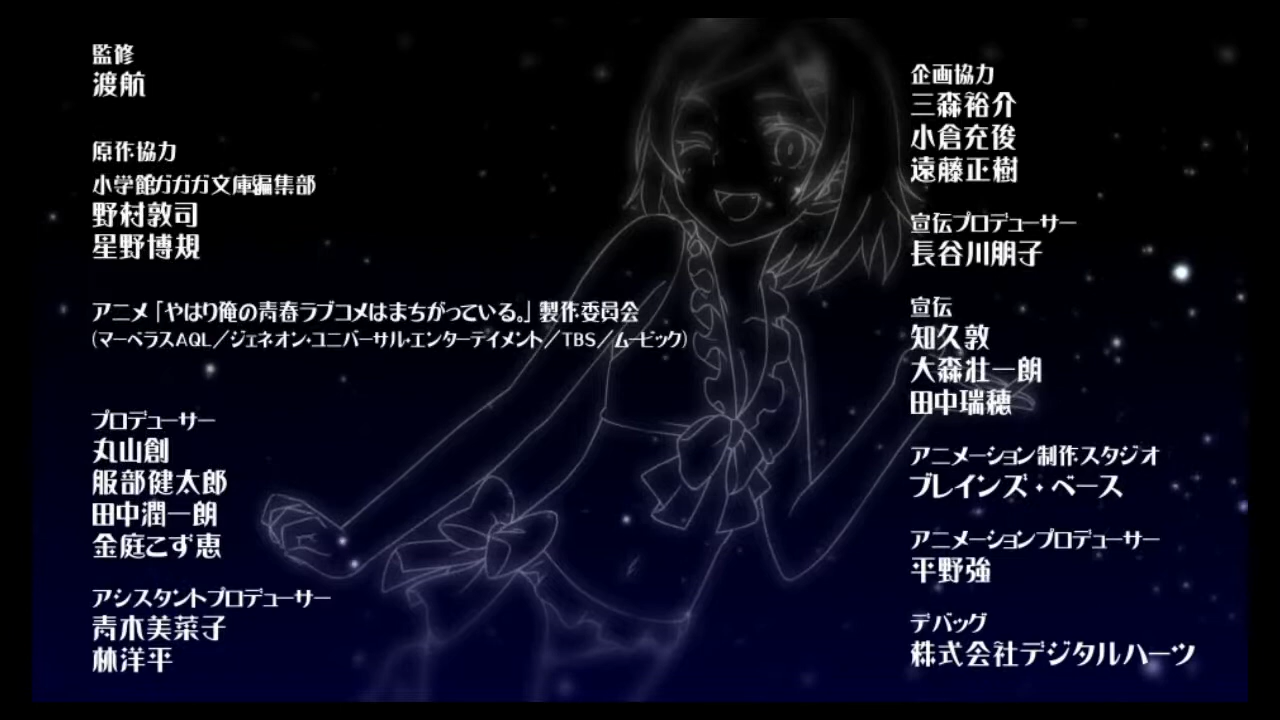 監修
渡航
原作協力
小学館ガガガ文庫編集部
野村敦司
星野博規
アニメ「やはり俺の青春ラブコメはまちがっている。」製作委員会
(マーベラスAQL/ジェネオン・ユニバーサル・エンターテイメント/TBS/ムービック)
プロデューサー
丸山創
服部健太郎
田中潤一朗
金庭こず恵
アシスタントプロデューサー
青木美菜子
林洋平
企画協力
三森裕介
小倉充俊
遠藤正樹
宣伝プロデューサー
長谷川朋子
宣伝
知久敦
大森壮一朗
田中瑞穂
アニメーション制作スタジオ
ブレインズ・ベース
アニメーションプロデューサー
平野強
デバッグ
株式会社デジタルハーツ